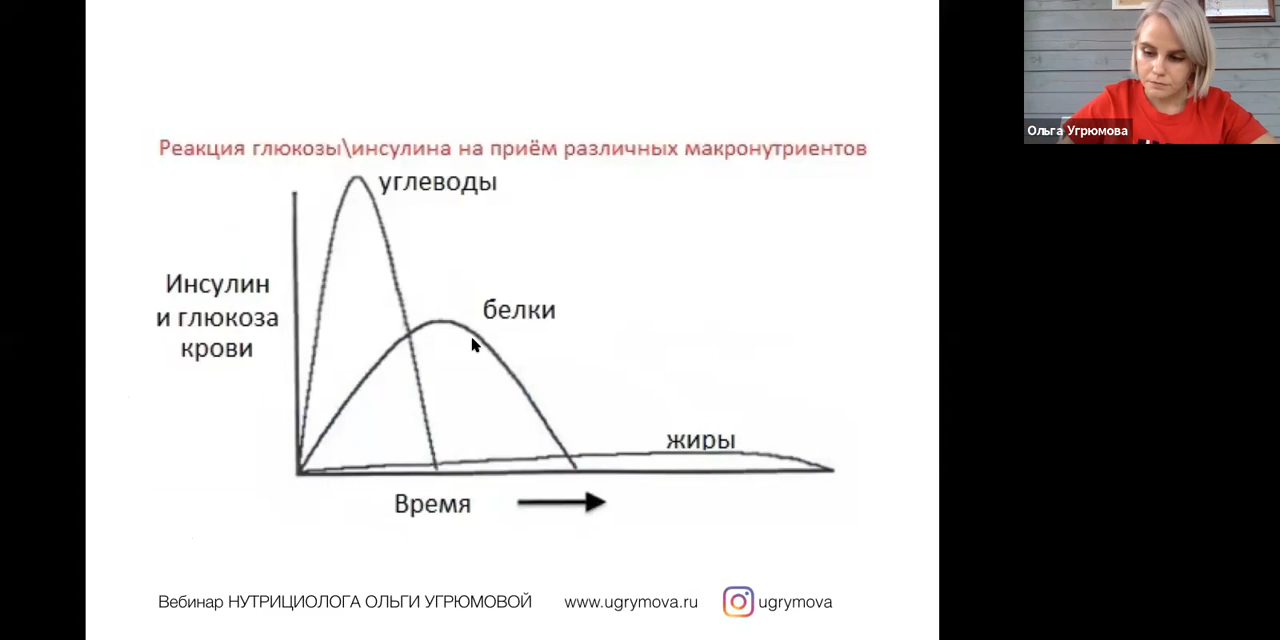 Реакция глюкозы\инсулина на приём различных макронутриентов
углеводы
Инсулин
и глюкоза
крови
белки
жиры
Время
Вебинар НУТРИЦИОЛОГА ОЛЬГИ УГРЮМОВОЙ
www.ugrymova.ru
ugrymova
Ольга Угрюмова